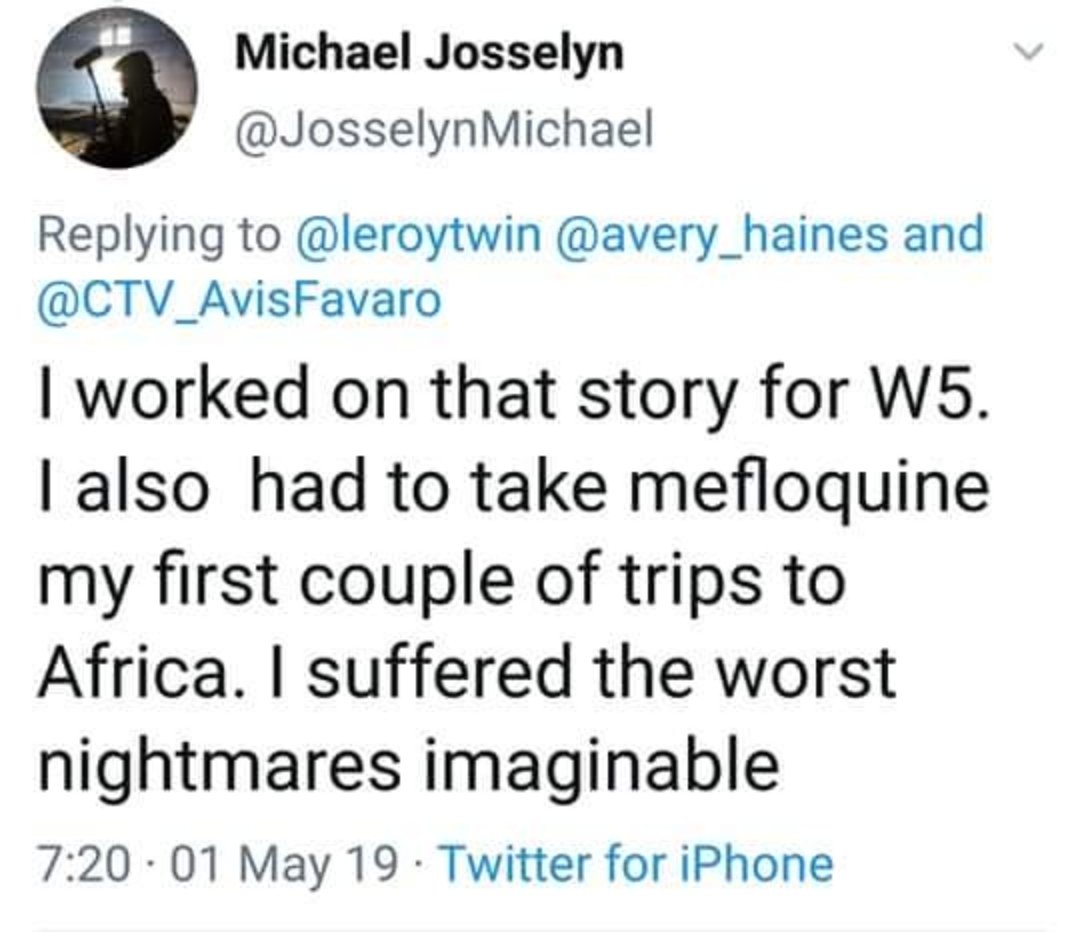 Michael Josselyn
@JosselynMichael
Replying to @leroytwin @avery_haines and
@CTV_AvisFavaro
I worked on that story for W5.
I also  had to take mefloquine
my first couple of trips to
Africa. I suffered the worst
nightmares imaginable
7:20 · 01 May 19 · Twitter for iPhone